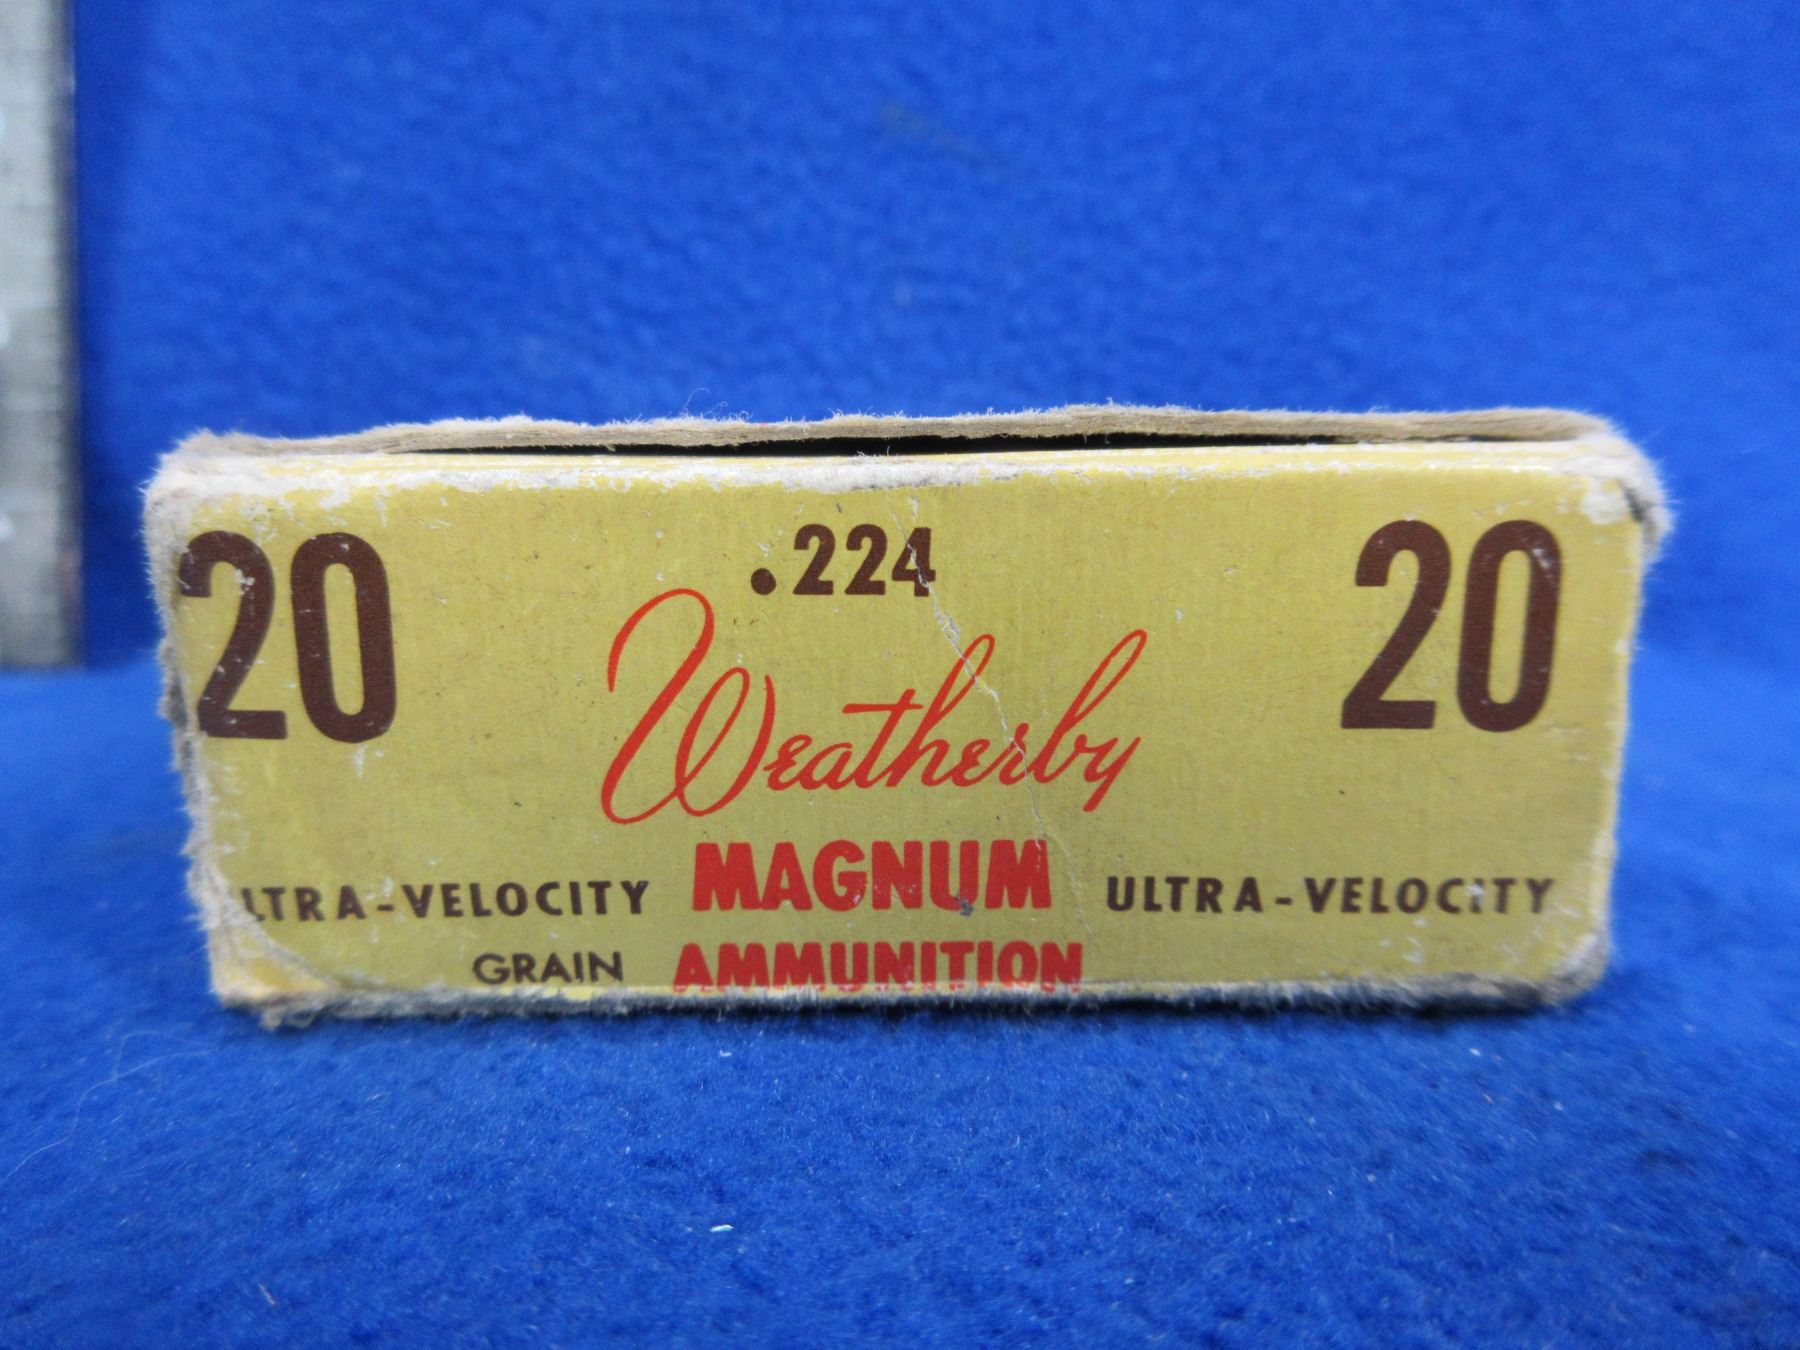 20 .224 20
Weatherby
LTRA-VELOCITY MAGNUM ULTRA-VELOCITY
GRAIN AMMUNITION